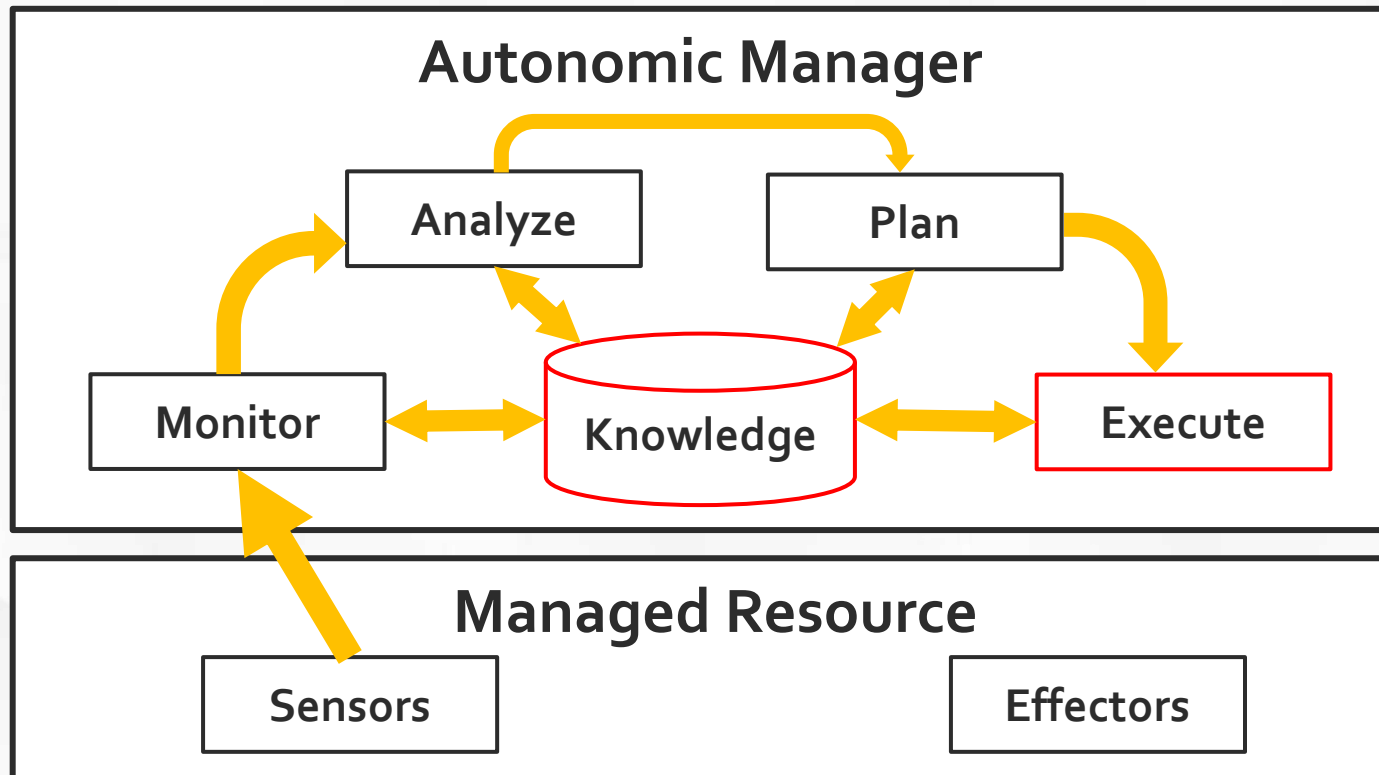 Autonomic Manager
Analyze
Plan
Monitor
Knowledge
Execute
Managed Resource
Sensors
Effectors